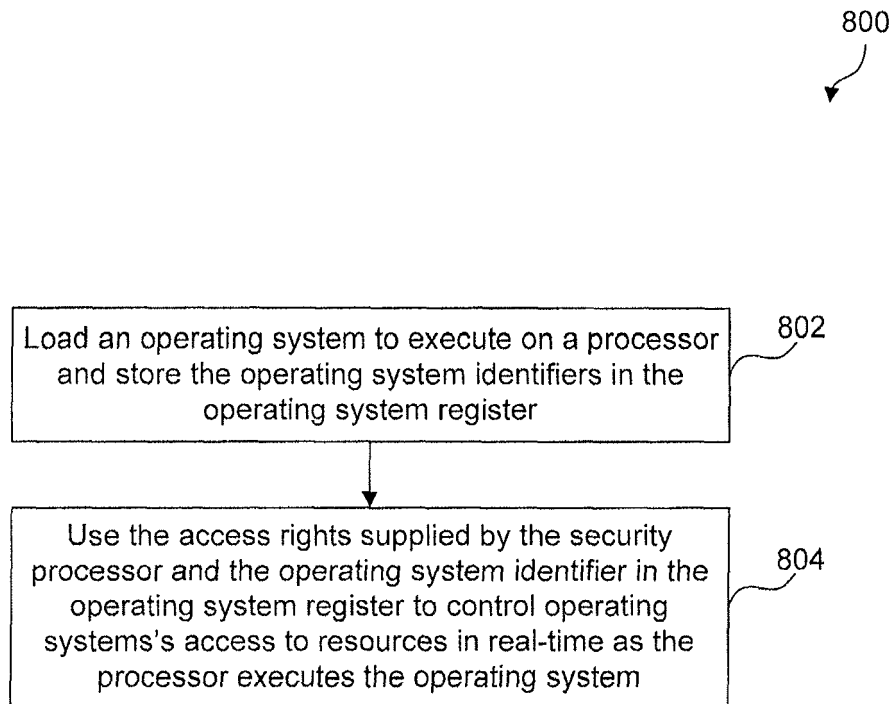 800
Load an operating system to execute on a processor
and store the operating system identifiers in the
operating system register
802
Use the access rights supplied by the security
processor and the operating system identifier in the
operating system register to control operating
systems's access to resources in real-time as the
processor executes the operating system
804